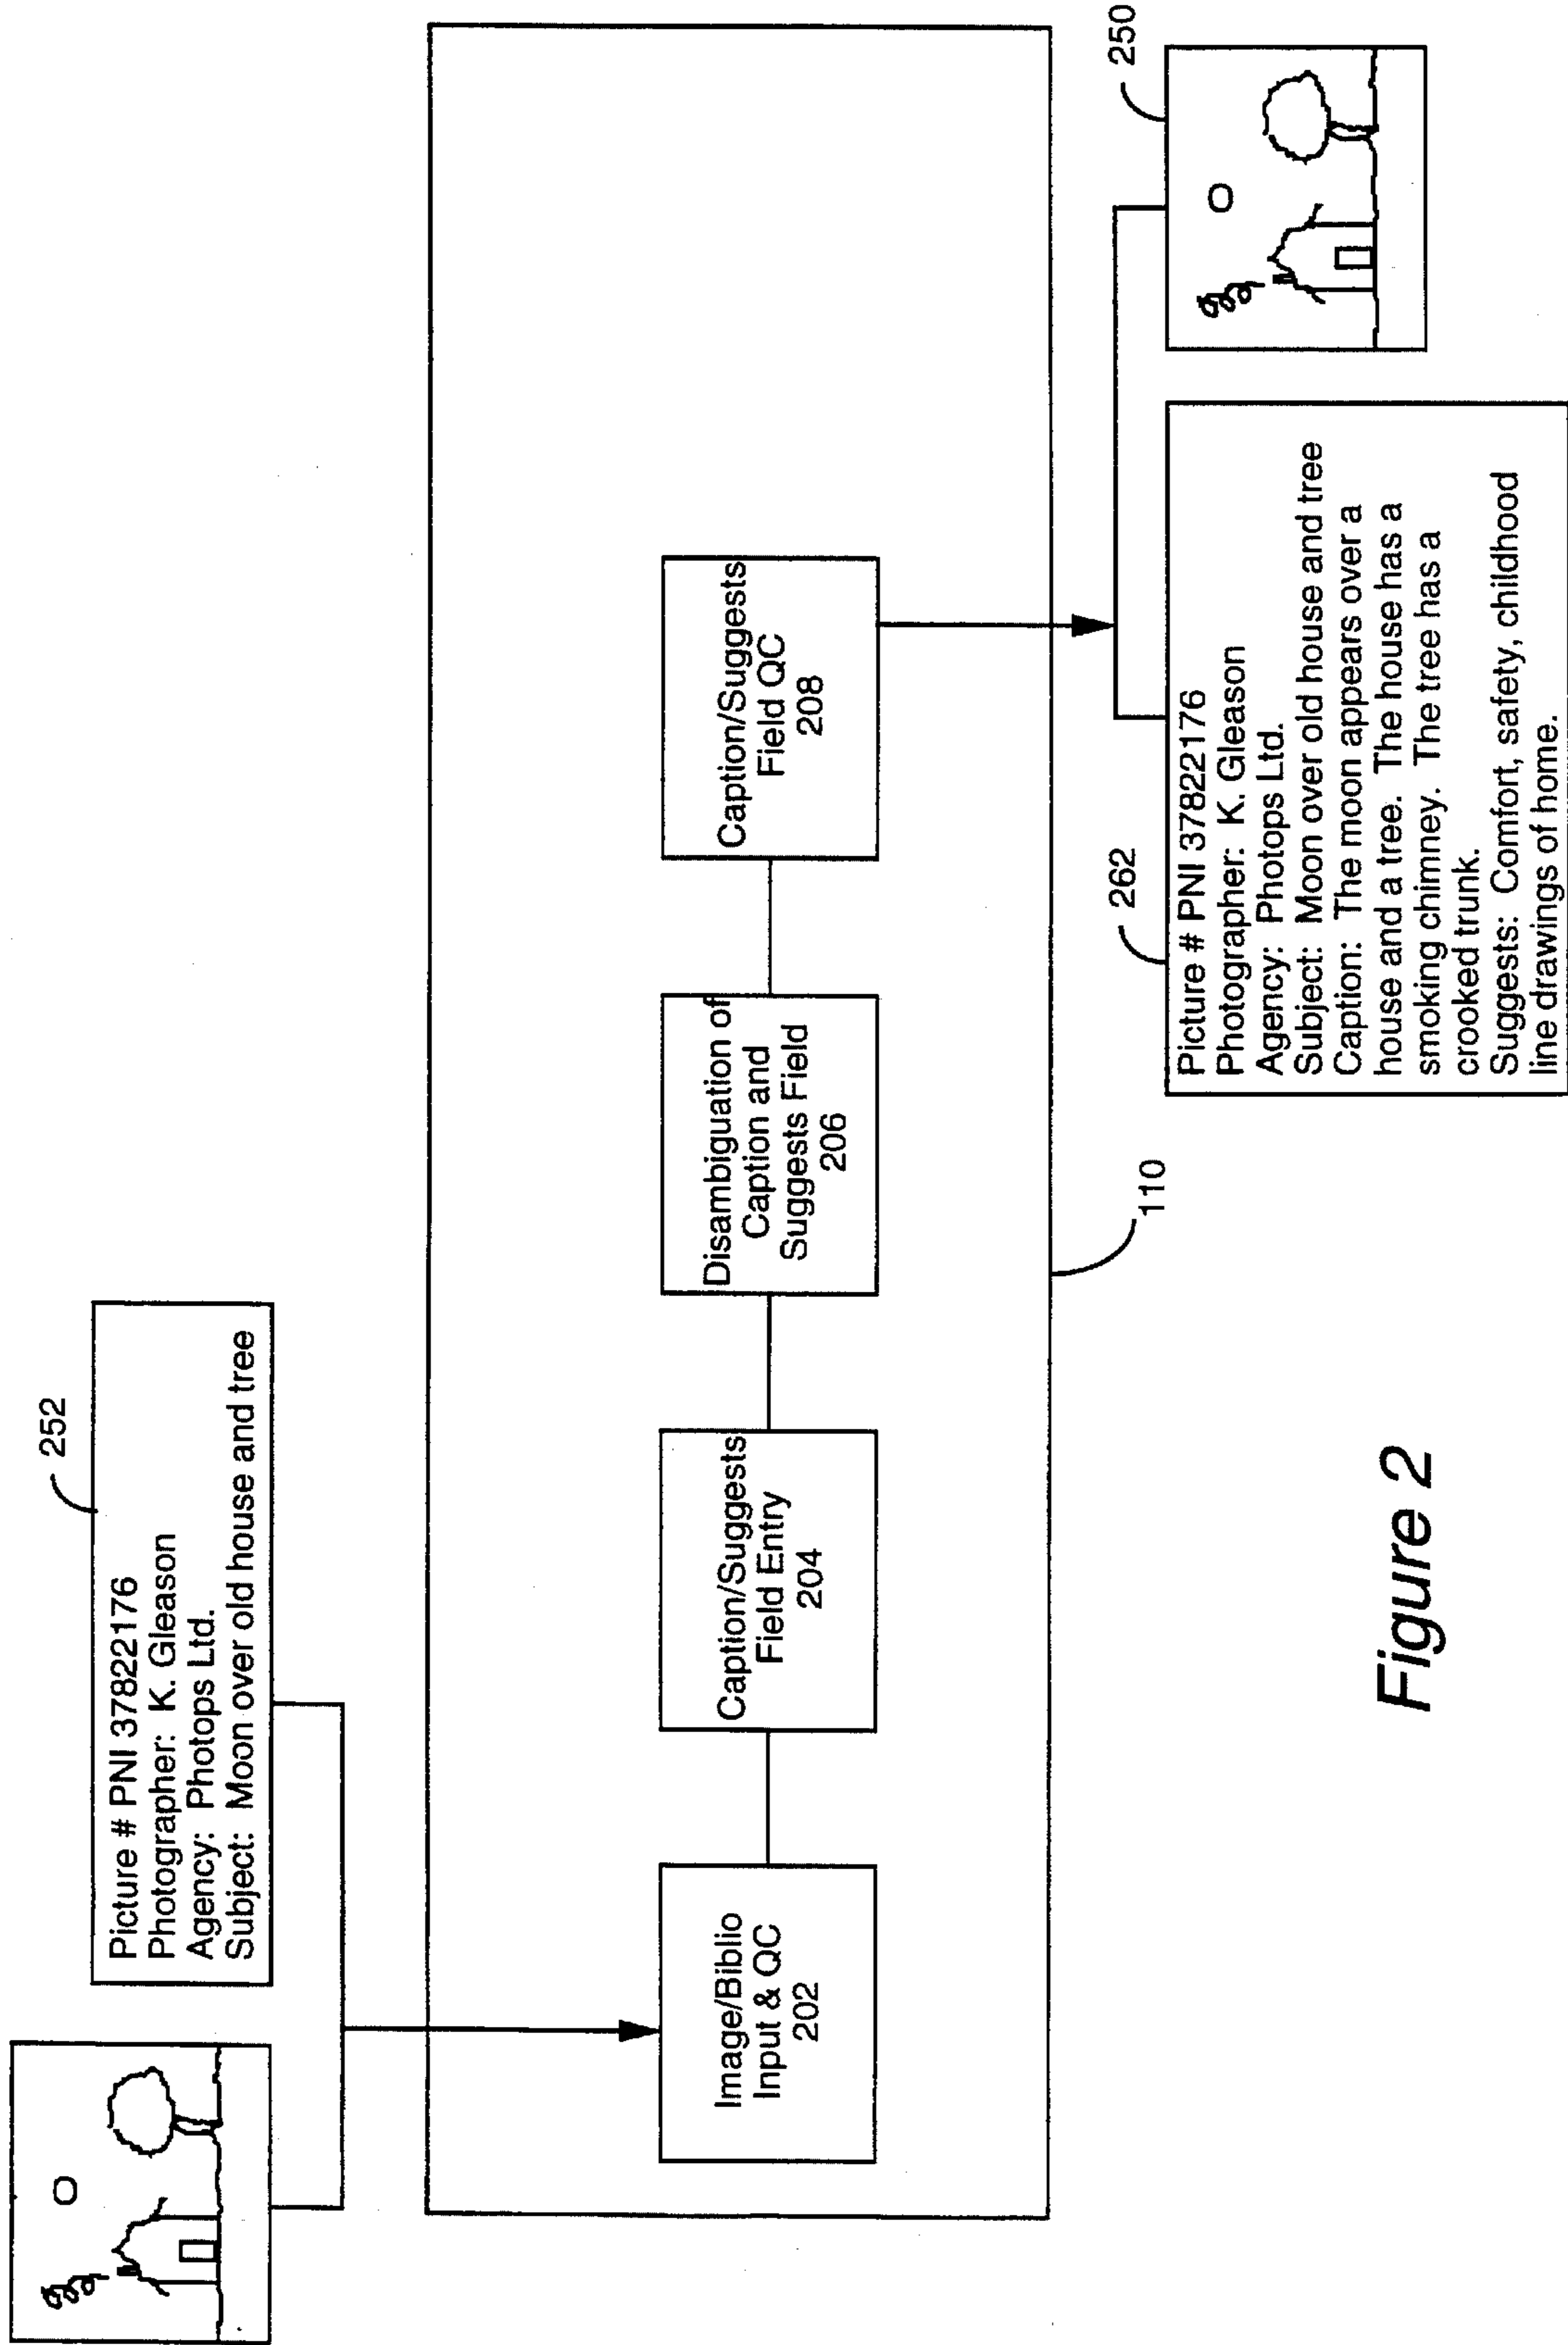 252
Picture # PNI 37822176
Photographer: K. Gleason
Agency: Photops Ltd.
Subject: Moon over old house and tree
Image/Biblio
Input & QC
202
Caption/Suggests
Field Entry
204
Disambiguation of
Caption and
Suggests Field
206
Caption/Suggests
Field QC
208
110
262
Picture # PNI 37822176
Photographer: K. Gleason
Agency: Photops Ltd.
Subject: Moon over old house and tree
Caption: The moon appears over a
house and a tree. The house has a
smoking chimney. The tree has a
crooked trunk.
Suggests: Comfort, safety, childhood
line drawings of home.
250
Figure 2